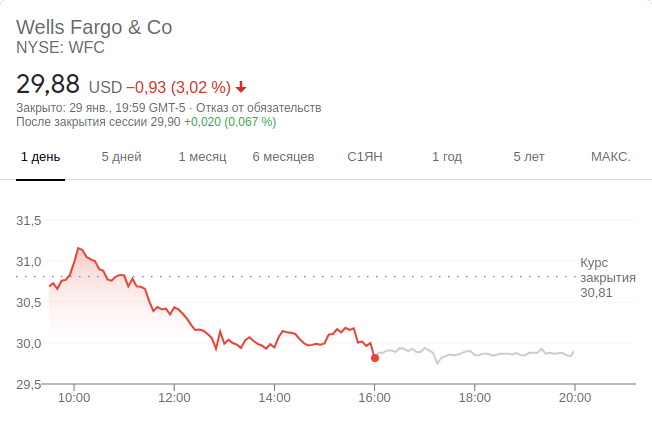 Wells Fargo & Co
NYSE: WFC
29,88 USD −0,93 (3,02 %)
Закрыто: 29 янв., 19:59 GMT-5 · Отказ от обязательств
После закрытия сессии 29,90 +0,020 (0,067 %)
1 день 5 дней 1 месяц 6 месяцев С1ЯН 1 год 5 лет МАКС.
31,5
31,0
30,5
30,0
29,5
Курс
закрытия
30,81
10:00 12:00 14:00 16:00 18:00 20:00